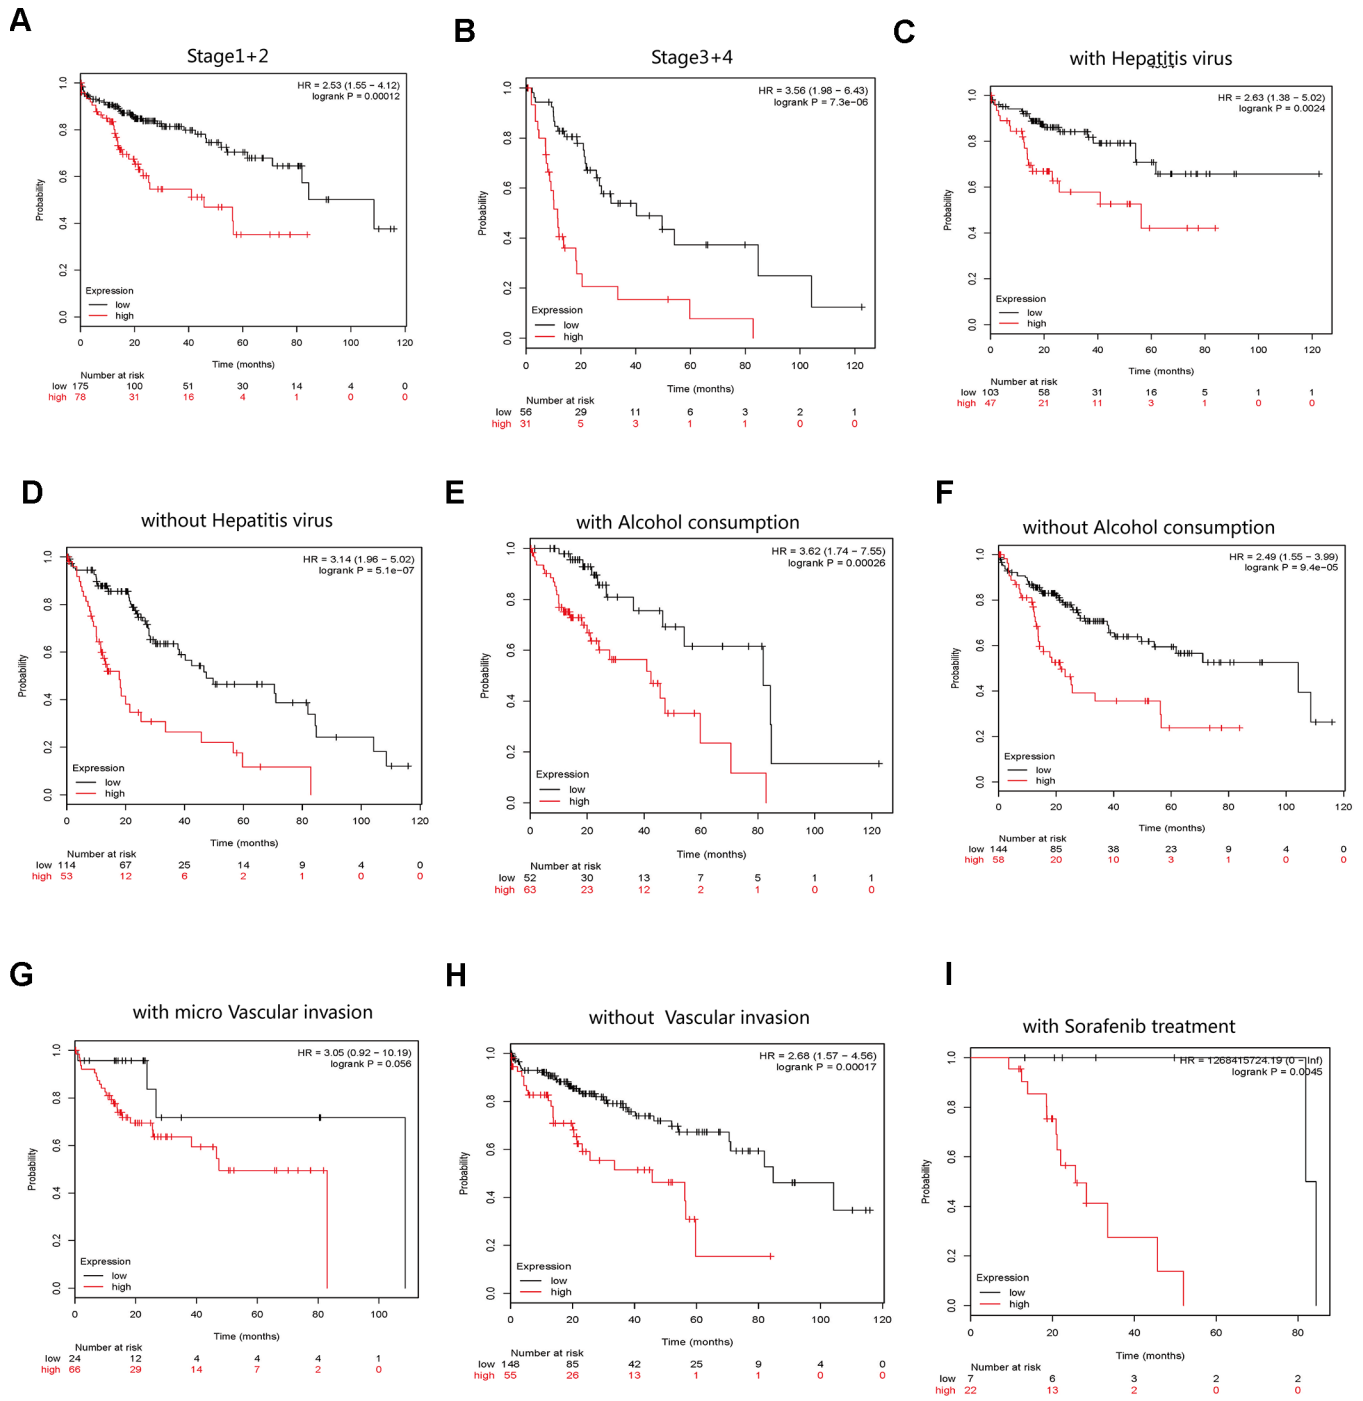 A
Stage1+2
HR = 2.53 (1.55 − 4.12)
logrank P = 0.00012
Probability
1.0
0.8
0.6
0.4
0.2
0.0
Expression
low
high
0 20 40 60 80 100 120
Time (months)
Number at risk
low 175 100 51 30 14 4 0
high 78 31 16 4 1 0 0
B
Stage3+4
HR = 3.56 (1.98 − 6.43)
logrank P = 7.3e−06
Probability
1.0
0.8
0.6
0.4
0.2
0.0
Expression
low
high
0 20 40 60 80 100 120
Time (months)
Number at risk
low 56 29 11 6 3 2 1
high 31 5 3 1 1 0 0
C
with Hepatitis virus
HR = 2.63 (1.38 − 5.02)
logrank P = 0.0024
Probability
1.0
0.8
0.6
0.4
0.2
0.0
Expression
low
high
0 20 40 60 80 100 120
Time (months)
Number at risk
low 103 58 31 16 5 1 1
high 47 21 11 3 1 0 0
D
without Hepatitis virus
HR = 3.14 (1.96 − 5.02)
logrank P = 5.1e−07
Probability
1.0
0.8
0.6
0.4
0.2
0.0
Expression
low
high
0 20 40 60 80 100 120
Time (months)
Number at risk
low 114 67 25 14 9 4 0
high 53 12 6 2 1 0 0
E
with Alcohol consumption
HR = 3.62 (1.74 − 7.55)
logrank P = 0.00026
Probability
1.0
0.8
0.6
0.4
0.2
0.0
Expression
low
high
0 20 40 60 80 100 120
Time (months)
Number at risk
low 52 30 13 7 5 1 1
high 63 23 12 2 1 0 0
F
without Alcohol consumption
HR = 2.49 (1.55 − 3.99)
logrank P = 9.4e−05
Probability
1.0
0.8
0.6
0.4
0.2
0.0
Expression
low
high
0 20 40 60 80 100 120
Time (months)
Number at risk
low 144 85 38 23 9 4 0
high 58 20 10 3 1 0 0
G
with micro Vascular invasion
HR = 3.05 (0.92 − 10.19)
logrank P = 0.056
Probability
1.0
0.8
0.6
0.4
0.2
0.0
Expression
low
high
0 20 40 60 80 100
Time (months)
Number at risk
low 24 12 4 4 4 1
high 66 29 14 7 2 0
H
without Vascular invasion
HR = 2.68 (1.57 − 4.56)
logrank P = 0.00017
Probability
1.0
0.8
0.6
0.4
0.2
0.0
Expression
low
high
0 20 40 60 80 100 120
Time (months)
Number at risk
low 148 85 42 25 9 4 0
high 55 26 13 1 1 0 0
I
with Sorafenib treatment
HR = 1268415724.19 (0 − Inf)
logrank P = 0.0045
Probability
1.0
0.8
0.6
0.4
0.2
0.0
Expression
low
high
0 20 40 60 80
Time (months)
Number at risk
low 7 6 3 2 2
high 22 13 2 0 0